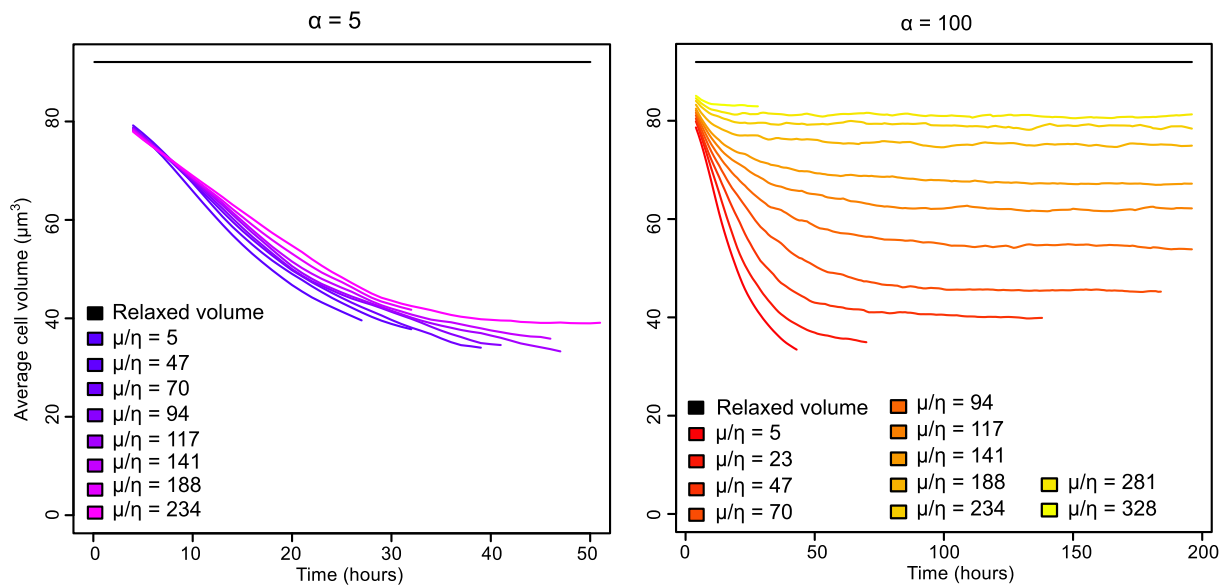 α = 5
Average cell volume (µm³)
80
60
40
20
0
Relaxed volume
µ/η = 5
µ/η = 47
µ/η = 70
µ/η = 94
µ/η = 117
µ/η = 141
µ/η = 188
µ/η = 234
0 10 20 30 40 50
Time (hours)
α = 100
80
60
40
20
0
Relaxed volume
µ/η = 5
µ/η = 23
µ/η = 47
µ/η = 70
µ/η = 94
µ/η = 117
µ/η = 141
µ/η = 188
µ/η = 234
µ/η = 281
µ/η = 328
0 50 100 150 200
Time (hours)